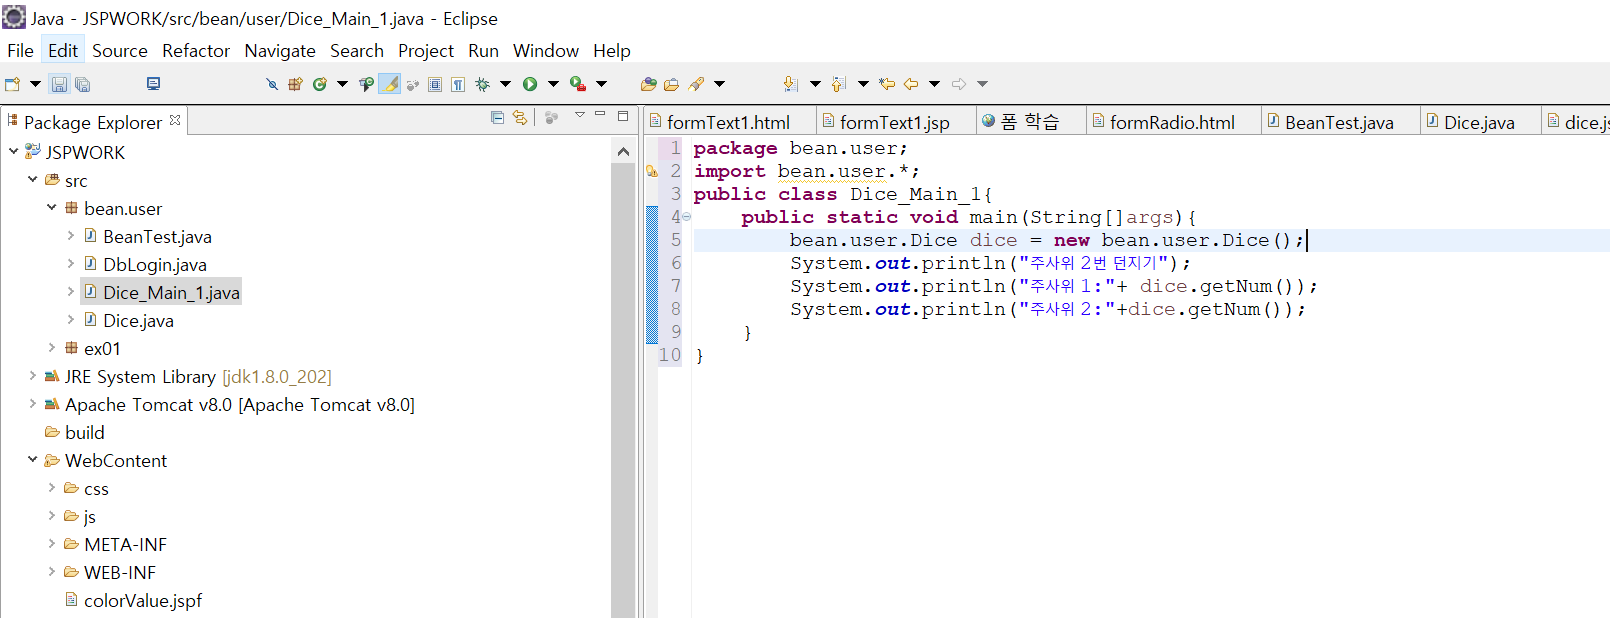 Java - JSPWORK/src/bean/user/Dice_Main_1.java - Eclipse
File Edit Source Refactor Navigate Search Project Run Window Help
Package Explorer
formText1.html formText1.jsp 폼 학습 formRadio.html BeanTest.java Dice.java dice.js
JSPWORK
src
bean.user
BeanTest.java
DbLogin.java
Dice_Main_1.java
Dice.java
ex01
JRE System Library [jdk1.8.0_202]
Apache Tomcat v8.0 [Apache Tomcat v8.0]
build
WebContent
css
js
META-INF
WEB-INF
colorValue.jspf
1 package bean.user;
2 import bean.user.*;
3 public class Dice_Main_1{
4 public static void main(String[]args){
5 bean.user.Dice dice = new bean.user.Dice();
6 System.out.println("주사위 2번 던지기");
7 System.out.println("주사위 1:"+ dice.getNum());
8 System.out.println("주사위 2:"+dice.getNum());
9 }
10 }